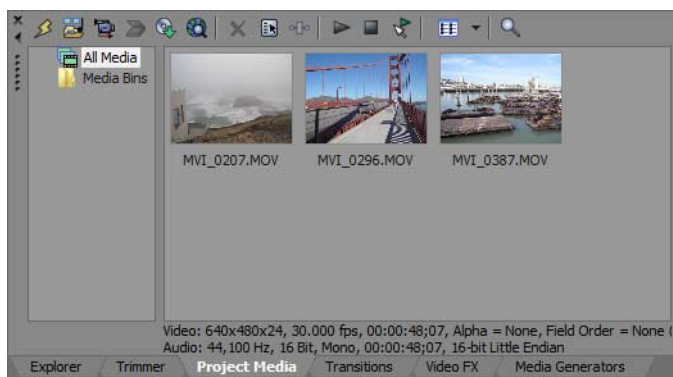 All Media
Media Bins
MVI_0207.MOV
MVI_0296.MOV
MVI_0387.MOV
Video: 640x480x24, 30.000 fps, 00:00:48;07, Alpha = None, Field Order = None (
Audio: 44,100 Hz, 16 Bit, Mono, 00:00:48;07, 16-bit Little Endian
Explorer Trimmer Project Media Transitions Video FX Media Generators